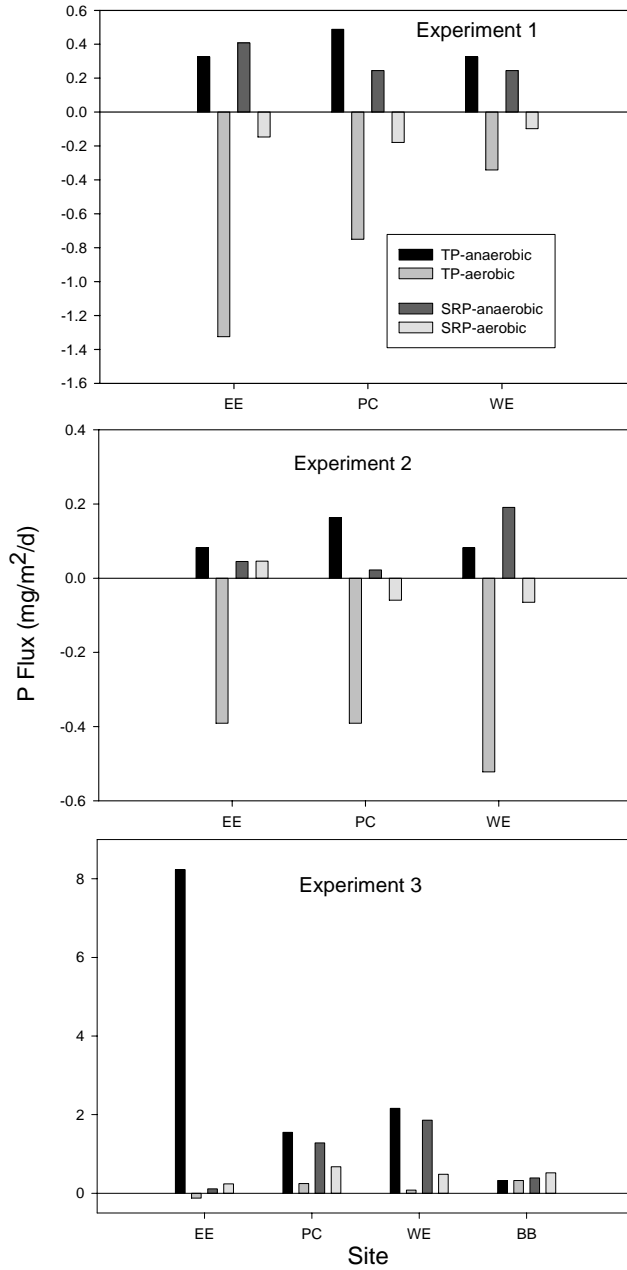 Experiment 1
0.6
0.4
0.2
0.0
-0.2
-0.4
-0.6
-0.8
-1.0
-1.2
-1.4
-1.6
TP-anaerobic
TP-aerobic
SRP-anaerobic
SRP-aerobic
EE PC WE
P Flux (mg/m²/d)
Experiment 2
0.4
0.2
0.0
-0.2
-0.4
-0.6
EE PC WE
Experiment 3
8
6
4
2
0
EE PC WE BB
Site